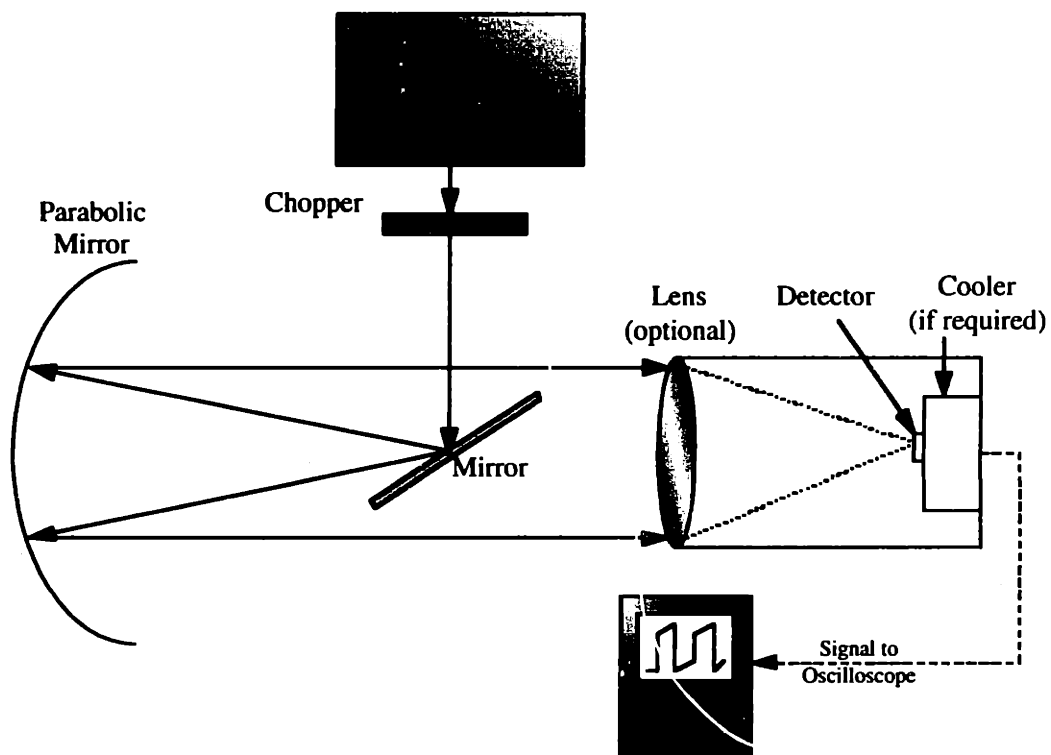 Chopper
Parabolic
Mirror
Lens
(optional)
Detector
Cooler
(if required)
Mirror
Signal to
Oscilloscope